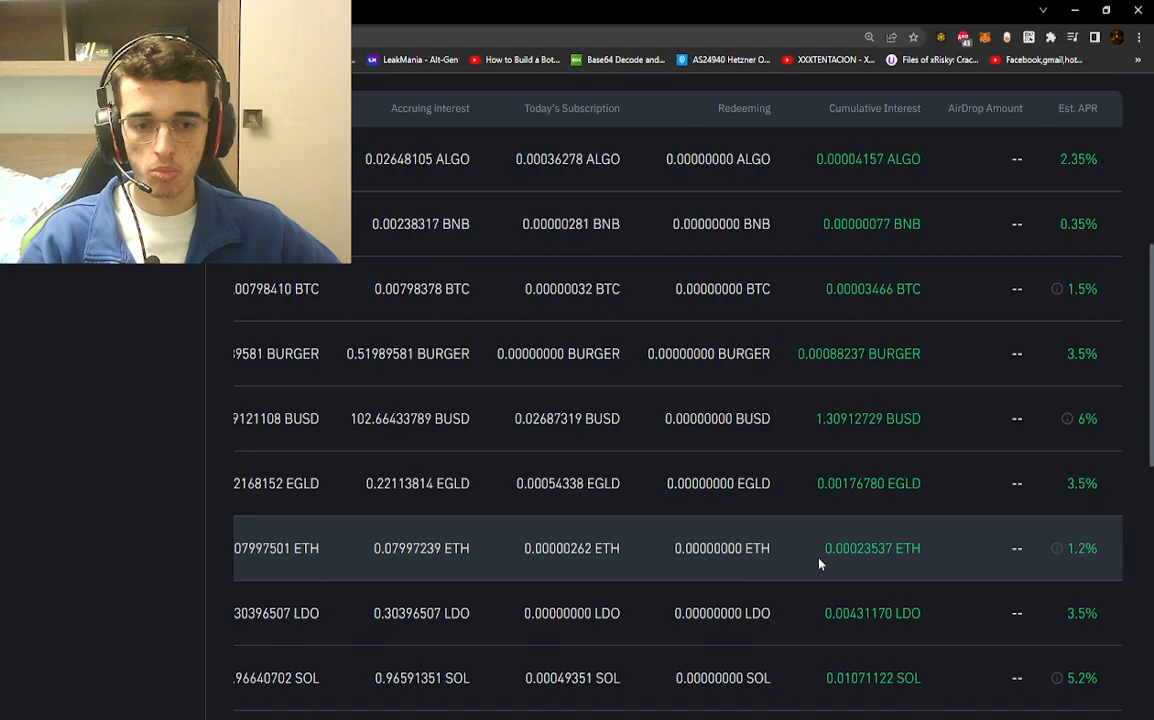 LeakMania - Alt-Gen
How to Build a Bot...
Base64 Decode and...
AS24940 Hetzner O...
XXXTENTACION - X...
Files of xRisky: Crac...
Facebook,gmail,hot...
43
Accruing interest Today's Subscription Redeeming Cumulative Interest AirDrop Amount Est. APR
0.02648105 ALGO 0.00036278 ALGO 0.00000000 ALGO 0.00004157 ALGO -- 2.35%
0.00238317 BNB 0.00000281 BNB 0.00000000 BNB 0.00000077 BNB -- 0.35%
.00798410 BTC 0.00798378 BTC 0.00000032 BTC 0.00000000 BTC 0.00003466 BTC -- 1.5%
9581 BURGER 0.51989581 BURGER 0.00000000 BURGER 0.00000000 BURGER 0.00088237 BURGER -- 3.5%
9121108 BUSD 102.66433789 BUSD 0.02687319 BUSD 0.00000000 BUSD 1.30912729 BUSD -- 6%
2168152 EGLD 0.22113814 EGLD 0.00054338 EGLD 0.00000000 EGLD 0.00176780 EGLD -- 3.5%
07997501 ETH 0.07997239 ETH 0.00000262 ETH 0.00000000 ETH 0.00023537 ETH -- 1.2%
30396507 LDO 0.30396507 LDO 0.00000000 LDO 0.00000000 LDO 0.00431170 LDO -- 3.5%
.96640702 SOL 0.96591351 SOL 0.00049351 SOL 0.00000000 SOL 0.01071122 SOL -- 5.2%